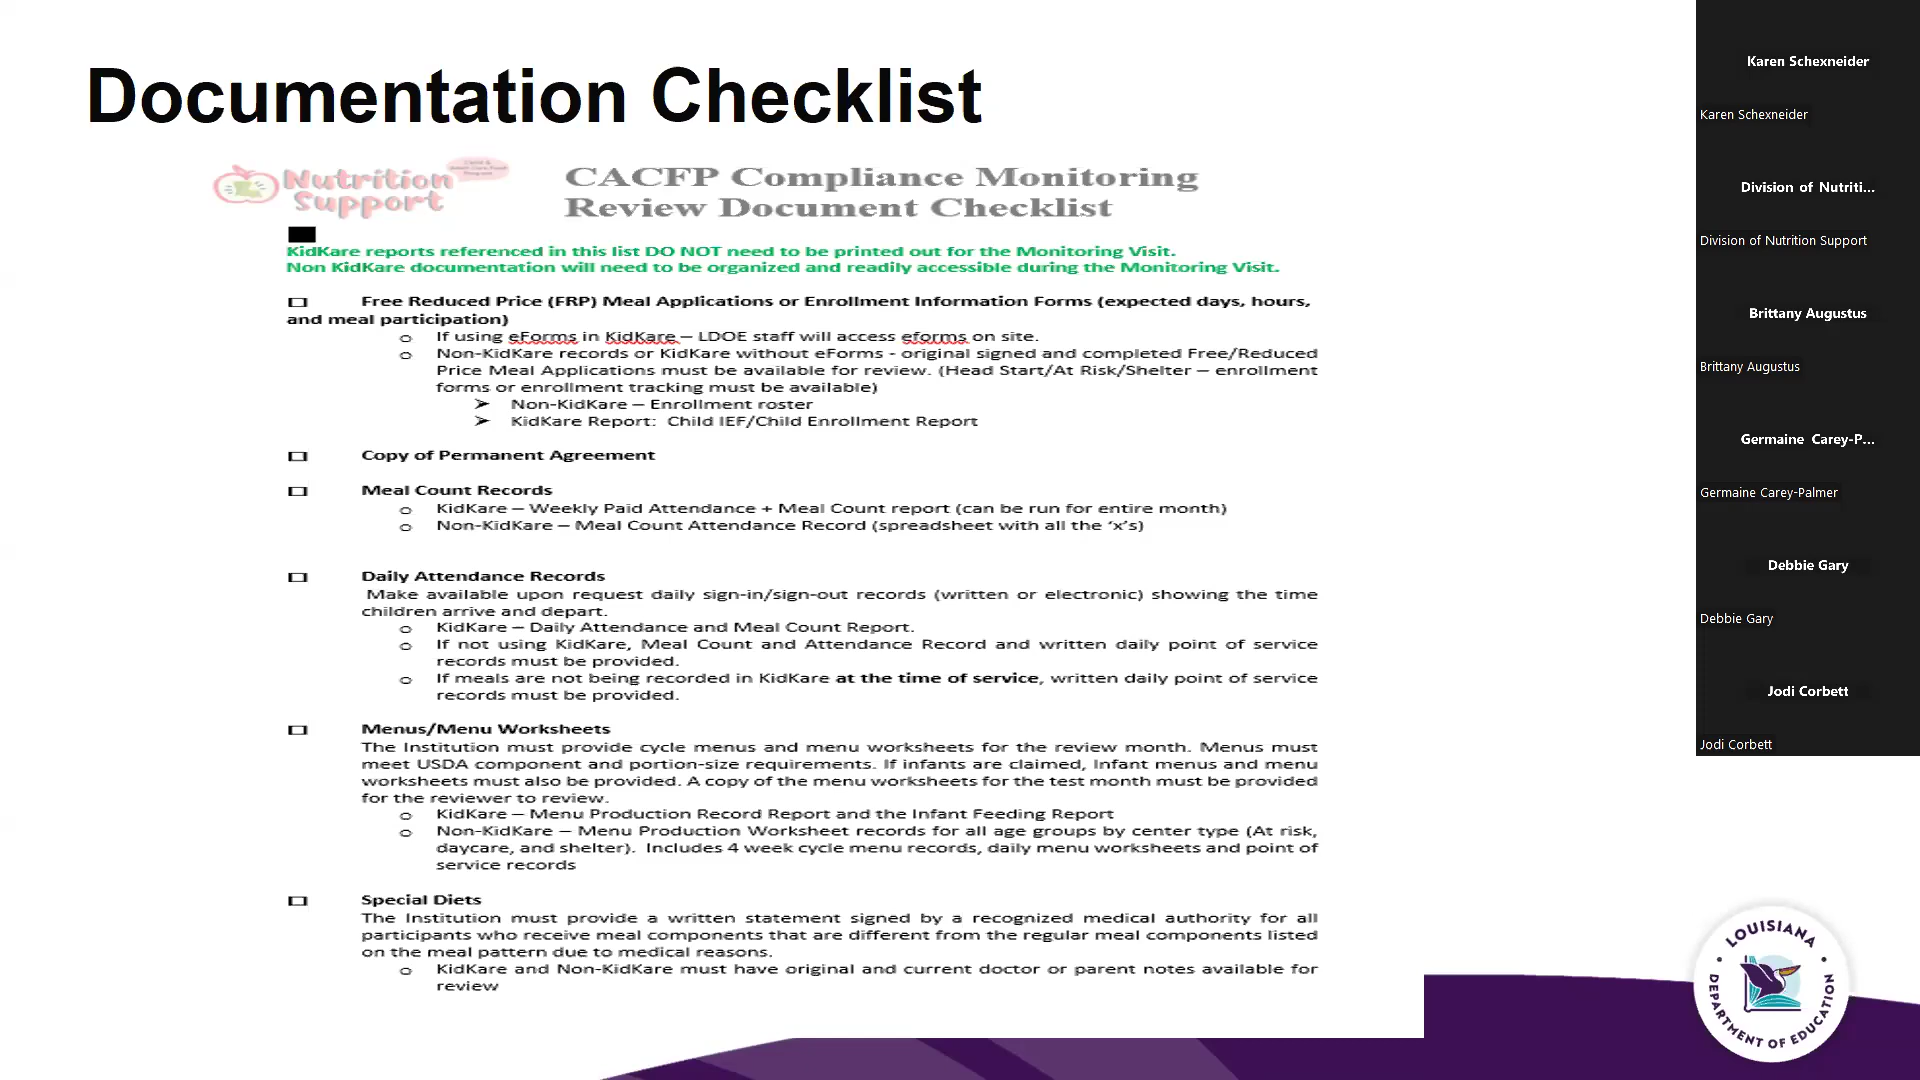 Documentation Checklist
Nutrition
Support
CACFP Compliance Monitoring
Review Document Checklist
KidKare reports referenced in this list DO NOT need to be printed out for the Monitoring Visit.
Non KidKare documentation will need to be organized and readily accessible during the Monitoring Visit.
Free Reduced Price (FRP) Meal Applications or Enrollment Information Forms (expected days, hours,
and meal participation)
o If using eForms in KidKare – LDOE staff will access eforms on site.
o Non-KidKare records or KidKare without eForms - original signed and completed Free/Reduced
Price Meal Applications must be available for review. (Head Start/At Risk/Shelter – enrollment
forms or enrollment tracking must be available)
➢ Non-KidKare – Enrollment roster
➢ KidKare Report: Child IEF/Child Enrollment Report
Copy of Permanent Agreement
Meal Count Records
o KidKare – Weekly Paid Attendance + Meal Count report (can be run for entire month)
o Non-KidKare – Meal Count Attendance Record (spreadsheet with all the ‘x’s)
Daily Attendance Records
Make available upon request daily sign-in/sign-out records (written or electronic) showing the time
children arrive and depart.
o KidKare – Daily Attendance and Meal Count Report.
o If not using KidKare, Meal Count and Attendance Record and written daily point of service
records must be provided.
o If meals are not being recorded in KidKare at the time of service, written daily point of service
records must be provided.
Menus/Menu Worksheets
The Institution must provide cycle menus and menu worksheets for the review month. Menus must
meet USDA component and portion-size requirements. If infants are claimed, Infant menus and menu
worksheets must also be provided. A copy of the menu worksheets for the test month must be provided
for the reviewer to review.
o KidKare – Menu Production Record Report and the Infant Feeding Report
o Non-KidKare – Menu Production Worksheet records for all age groups by center type (At risk,
daycare, and shelter). Includes 4 week cycle menu records, daily menu worksheets and point of
service records
Special Diets
The Institution must provide a written statement signed by a recognized medical authority for all
participants who receive meal components that are different from the regular meal components listed
on the meal pattern due to medical reasons.
o KidKare and Non-KidKare must have original and current doctor or parent notes available for
review
Karen Schexneider
Karen Schexneider
Division of Nutriti...
Division of Nutrition Support
Brittany Augustus
Brittany Augustus
Germaine Carey-P...
Germaine Carey-Palmer
Debbie Gary
Debbie Gary
Jodi Corbett
Jodi Corbett
LOUISIANA
DEPARTMENT OF EDUCATION